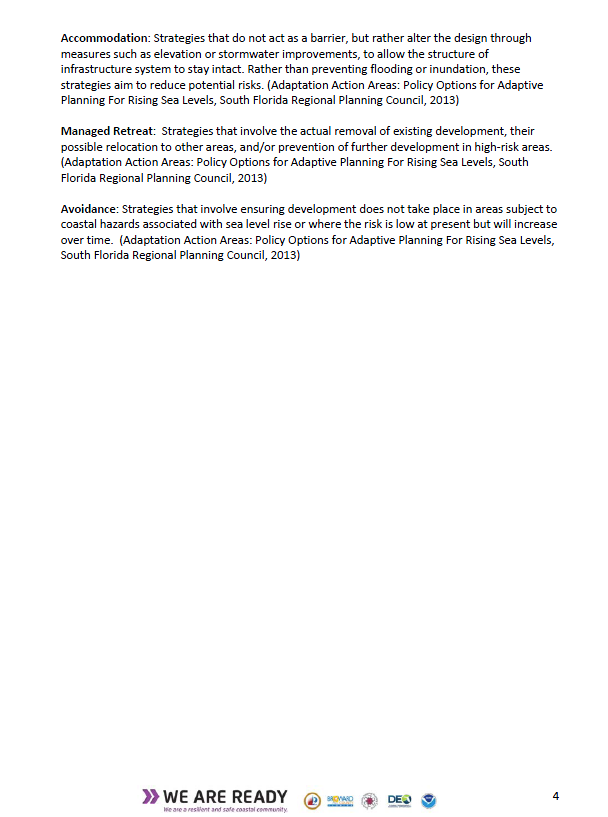 Accommodation: Strategies that do not act as a barrier, but rather alter the design through
measures such as elevation or stormwater improvements, to allow the structure of
infrastructure system to stay intact. Rather than preventing flooding or inundation, these
strategies aim to reduce potential risks. (Adaptation Action Areas: Policy Options for Adaptive
Planning For Rising Sea Levels, South Florida Regional Planning Council, 2013)
Managed Retreat:  Strategies that involve the actual removal of existing development, their
possible relocation to other areas, and/or prevention of further development in high-risk areas.
(Adaptation Action Areas: Policy Options for Adaptive Planning For Rising Sea Levels, South
Florida Regional Planning Council, 2013)
Avoidance: Strategies that involve ensuring development does not take place in areas subject to
coastal hazards associated with sea level rise or where the risk is low at present but will increase
over time.  (Adaptation Action Areas: Policy Options for Adaptive Planning For Rising Sea Levels,
South Florida Regional Planning Council, 2013)
WE ARE READY
We are a resilient and safe coastal community.
BROWARD
DEO
4